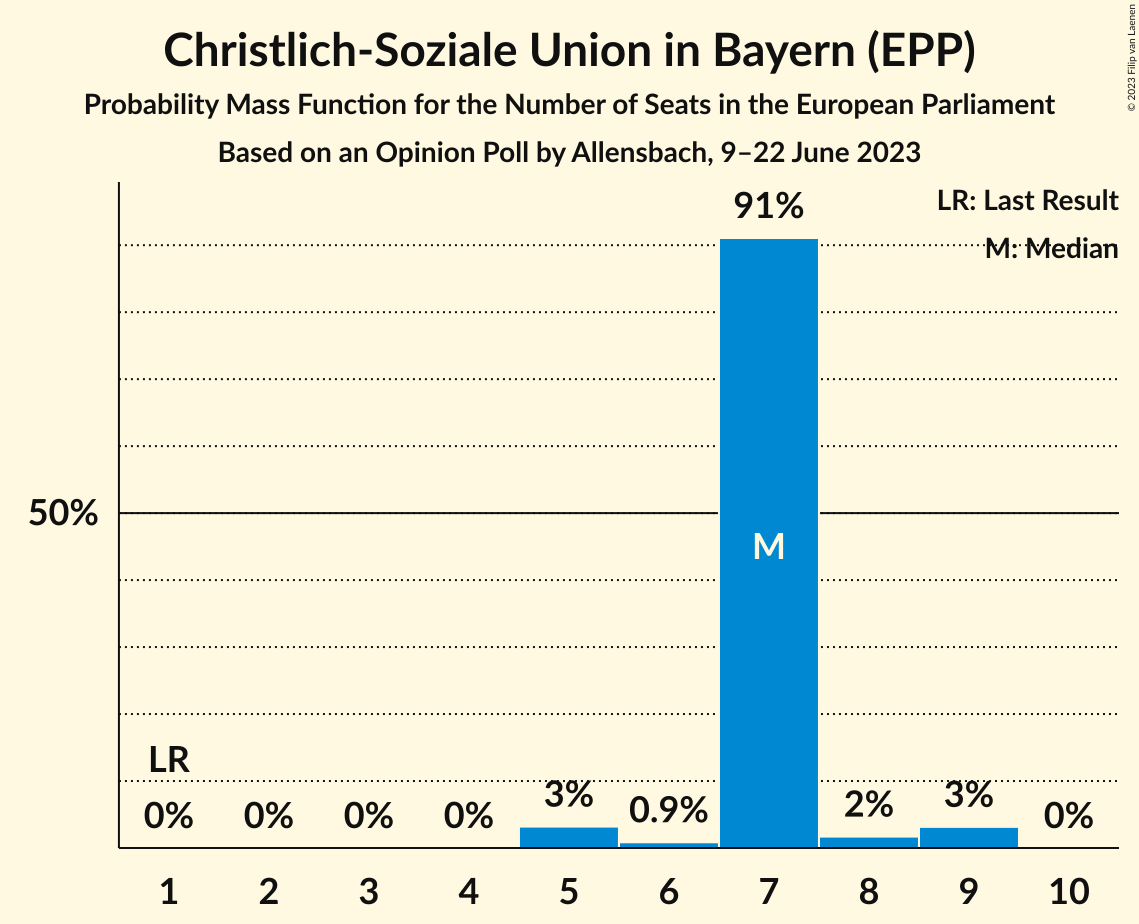 Christlich-Soziale Union in Bayern (EPP)
Probability Mass Function for the Number of Seats in the European Parliament
Based on an Opinion Poll by Allensbach, 9–22 June 2023
© 2023 Filip van Laenen
LR: Last Result
M: Median
91%
50%
M
LR
0% 0% 0% 0% 3% 0.9% 2% 3% 0%
1 2 3 4 5 6 7 8 9 10